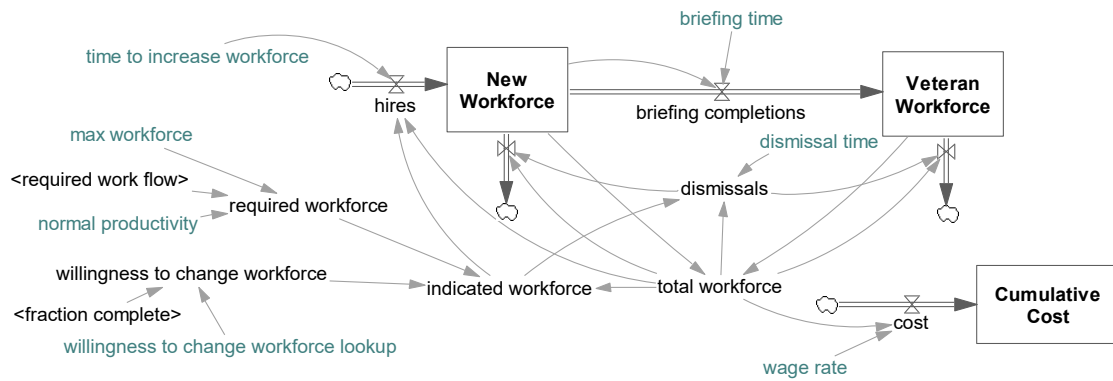 briefing time
time to increase workforce
New
Workforce
Veteran
Workforce
hires
briefing completions
max workforce
dismissal time
<required work flow>
dismissals
required workforce
normal productivity
willingness to change workforce
indicated workforce
total workforce
<fraction complete>
Cumulative
Cost
cost
willingness to change workforce lookup
wage rate